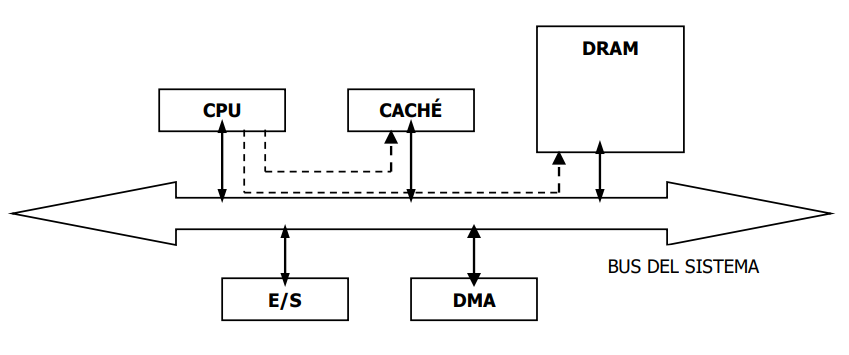 DRAM
CPU
CACHÉ
BUS DEL SISTEMA
E/S
DMA